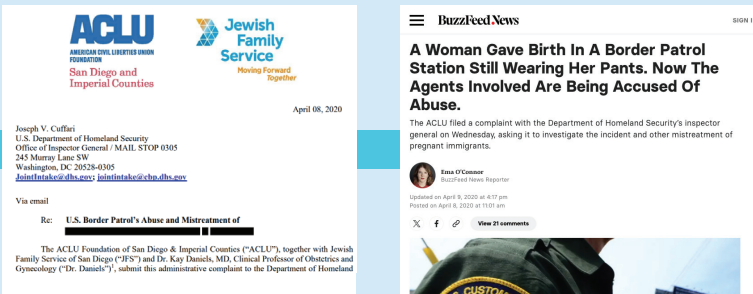 ACLU
AMERICAN CIVIL LIBERTIES UNION
FOUNDATION
San Diego and
Imperial Counties
Jewish
Family
Service
Moving Forward
Together
April 08, 2020
Joseph V. Cuffari
U.S. Department of Homeland Security
Office of Inspector General / MAIL STOP 0305
245 Murray Lane SW
Washington, DC 20528-0305
JointIntake@dhs.gov; jointintake@cbp.dhs.gov
Via email
Re: U.S. Border Patrol's Abuse and Mistreatment of
The ACLU Foundation of San Diego & Imperial Counties ("ACLU"), together with Jewish
Family Service of San Diego ("JFS") and Dr. Kay Daniels, MD, Clinical Professor of Obstetrics and
Gynecology ("Dr. Daniels")1, submit this administrative complaint to the Department of Homeland
BuzzFeed News
SIGN I
A Woman Gave Birth In A Border Patrol
Station Still Wearing Her Pants. Now The
Agents Involved Are Being Accused Of
Abuse.
The ACLU filed a complaint with the Department of Homeland Security's inspector
general on Wednesday, asking it to investigate the incident and other mistreatment of
pregnant immigrants.
Ema O'Connor
BuzzFeed News Reporter
Updated on April 9, 2020 at 4:17 pm
Posted on April 8, 2020 at 11:01 am
View 21 comments
CUSTOM